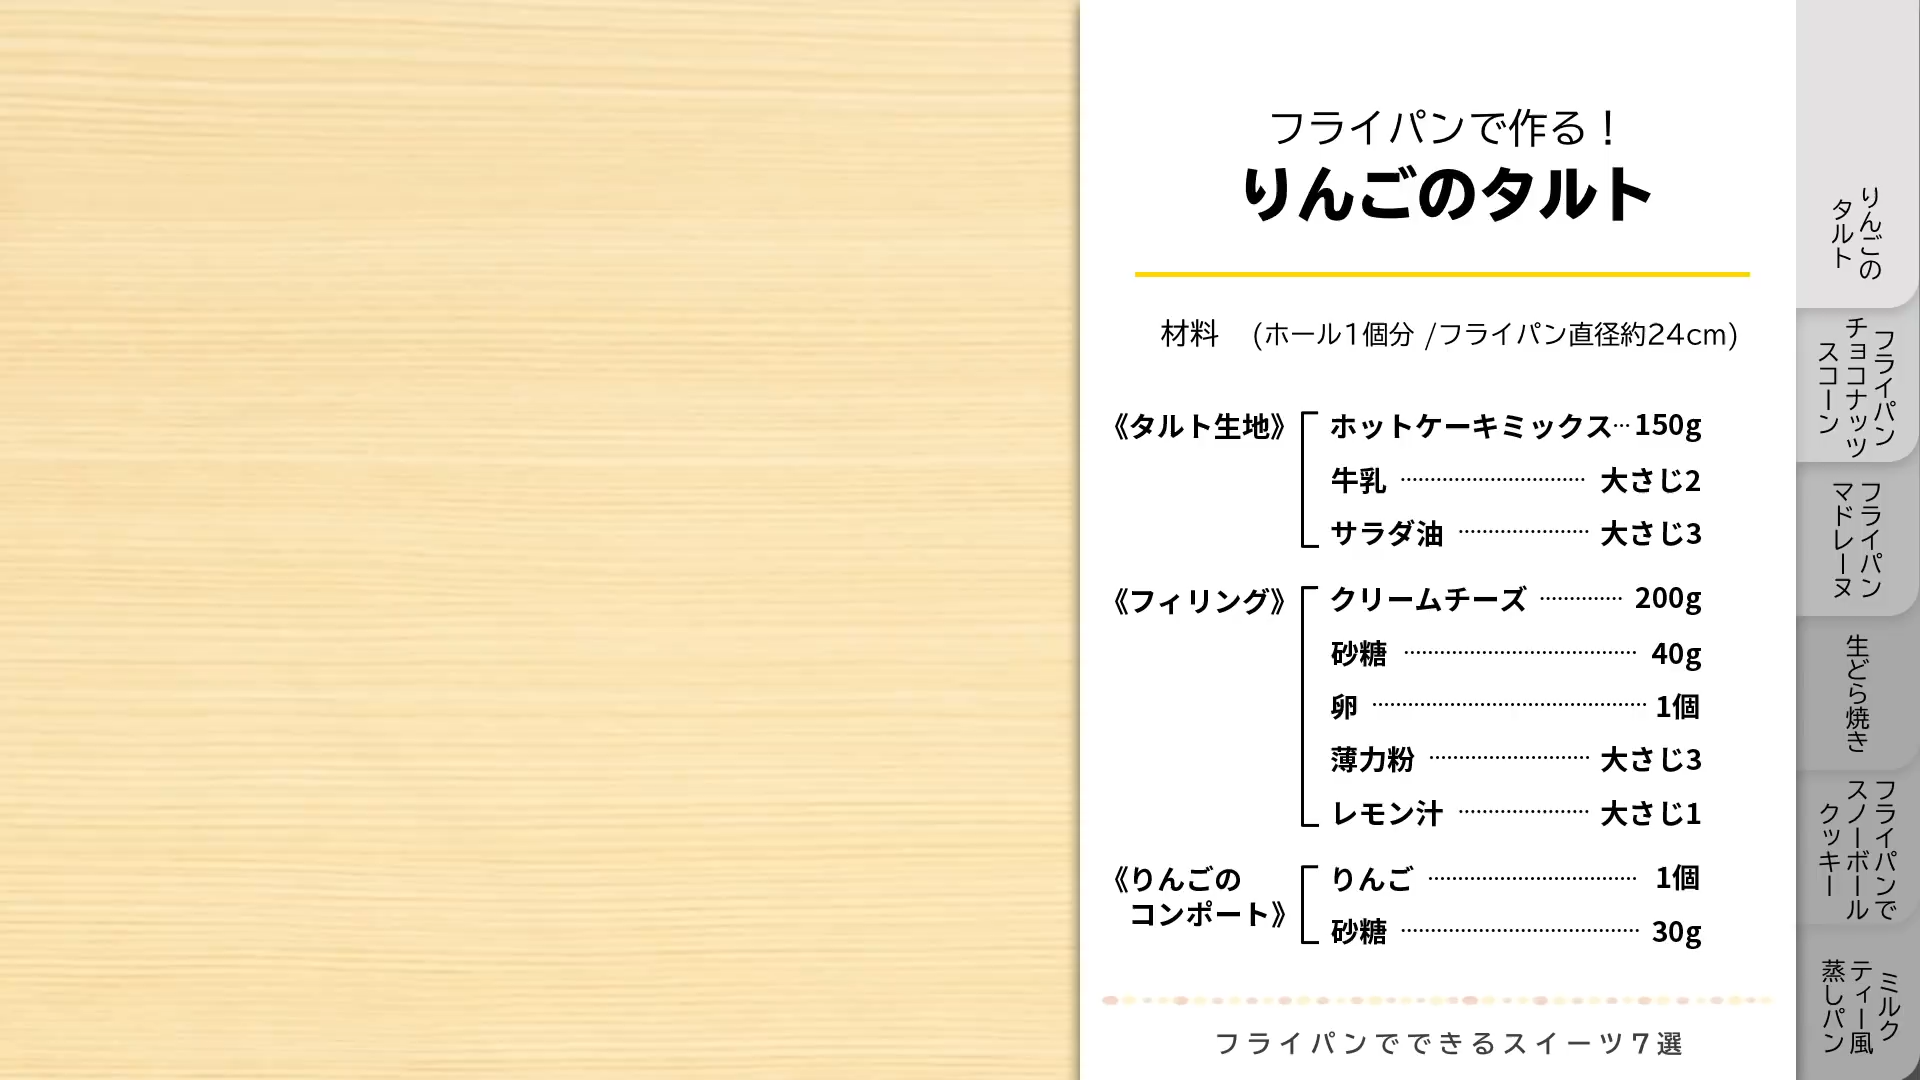 フライパンで作る！
りんごのタルト
材料 (ホール1個分 /フライパン直径約24cm)
《タルト生地》 ホットケーキミックス…150g
牛乳 ………… 大さじ2
サラダ油 ………… 大さじ3
《フィリング》 クリームチーズ ………… 200g
砂糖 ………… 40g
卵 ………… 1個
薄力粉 ………… 大さじ3
レモン汁 ………… 大さじ1
《りんごの
コンポート》
りんご ………… 1個
砂糖 ………… 30g
フライパンでできるスイーツ7選
りんごの
タルト
フライパン
チョコナッツ
スコーン
フライパン
マドレーヌ
生どら焼き
フライパンで
スノーボール
クッキー
ミルク
ティー風
蒸しパン